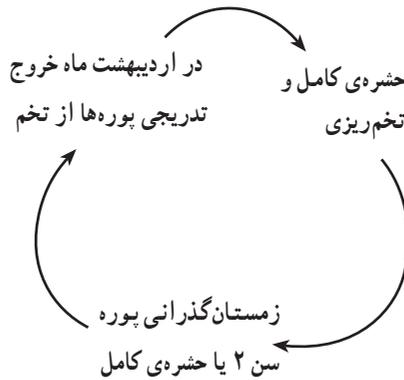 در اردیبهشت ماه خروج
تدریجی پوره‌ها از تخم
حشره‌ی کامل و
تخم‌ریزی
زمستان‌گذرانی پوره
سن ۲ یا حشره‌ی کامل